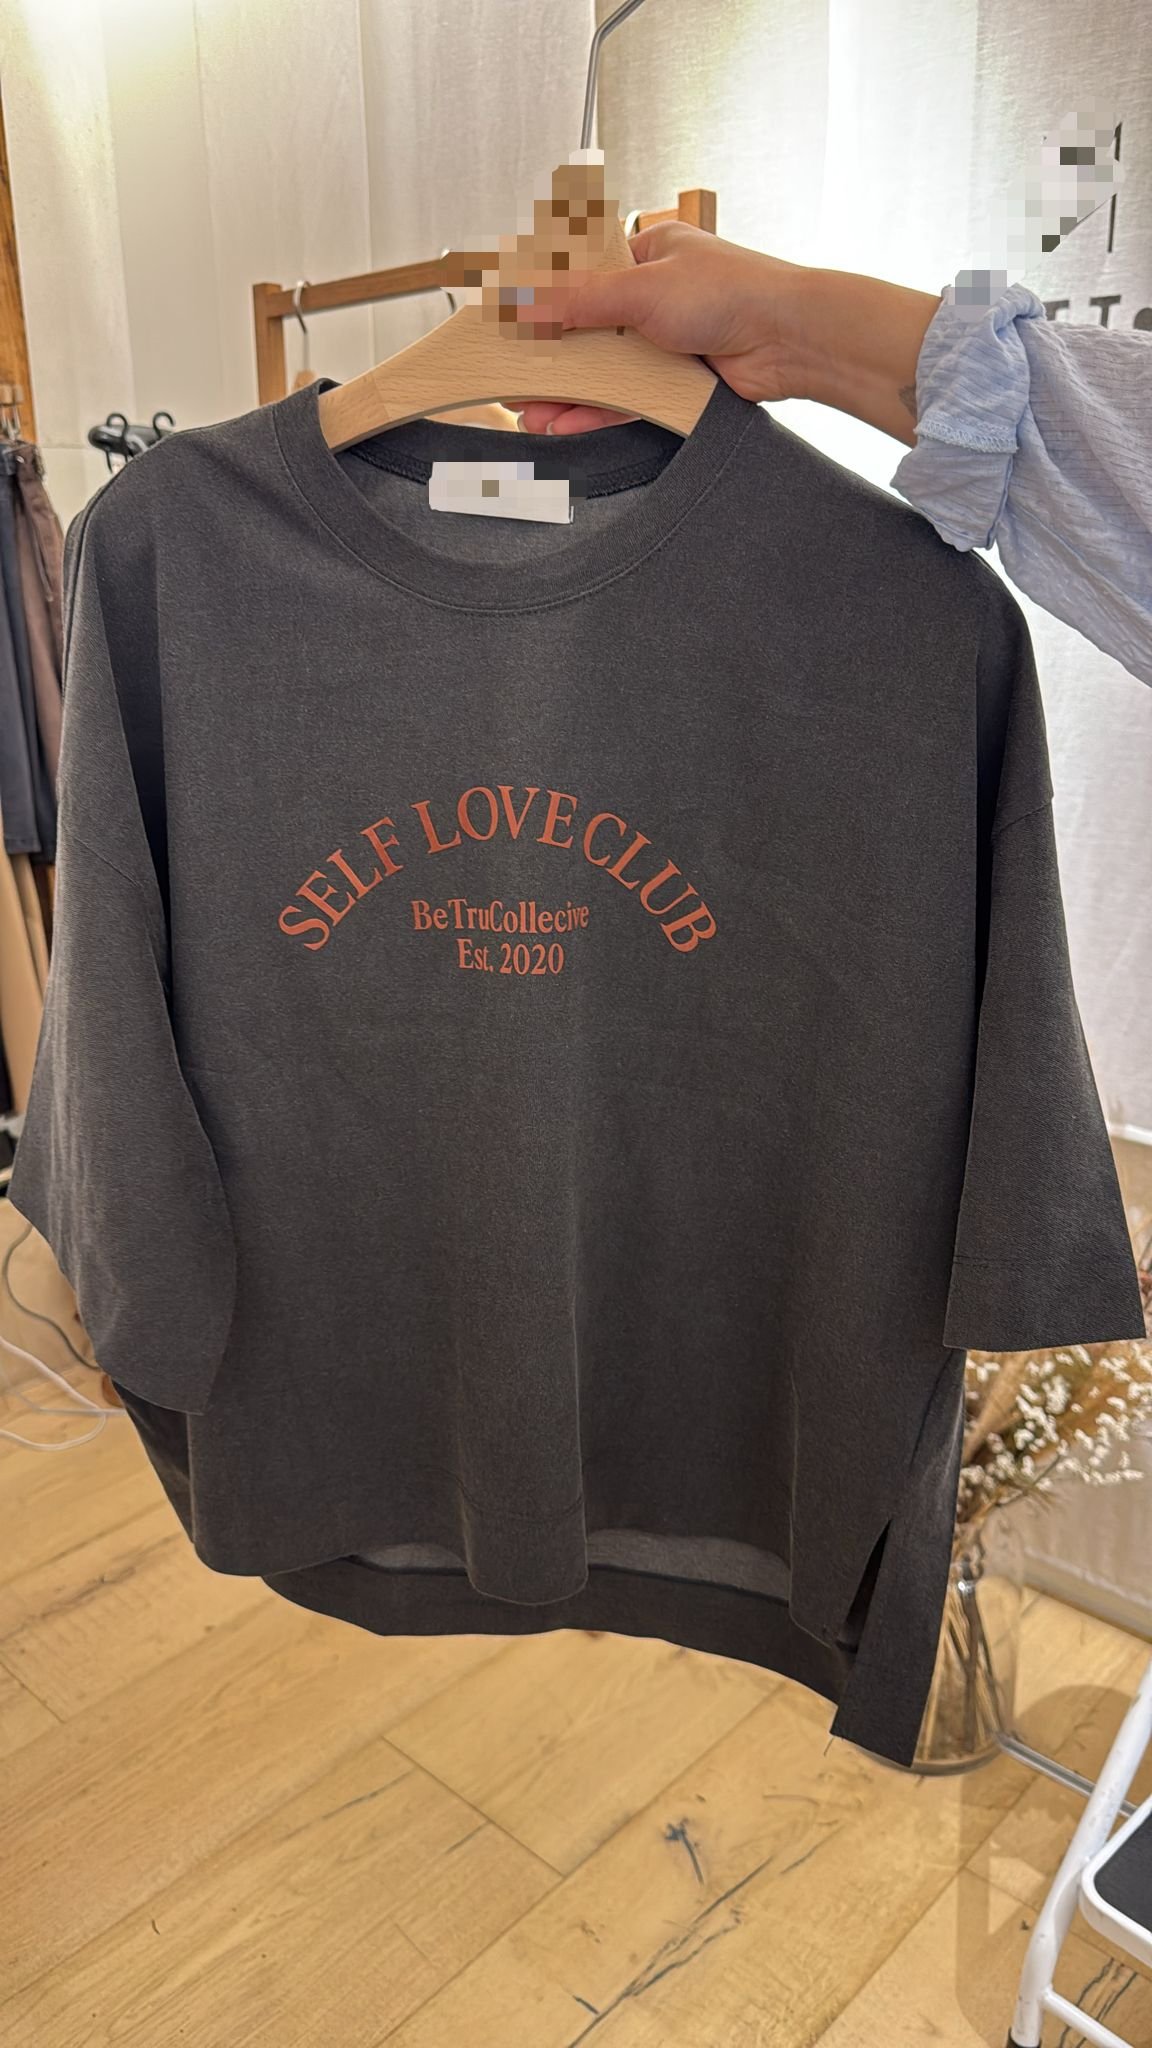 SELF LOVE CLUB
BeTruCollecive
Est. 2020